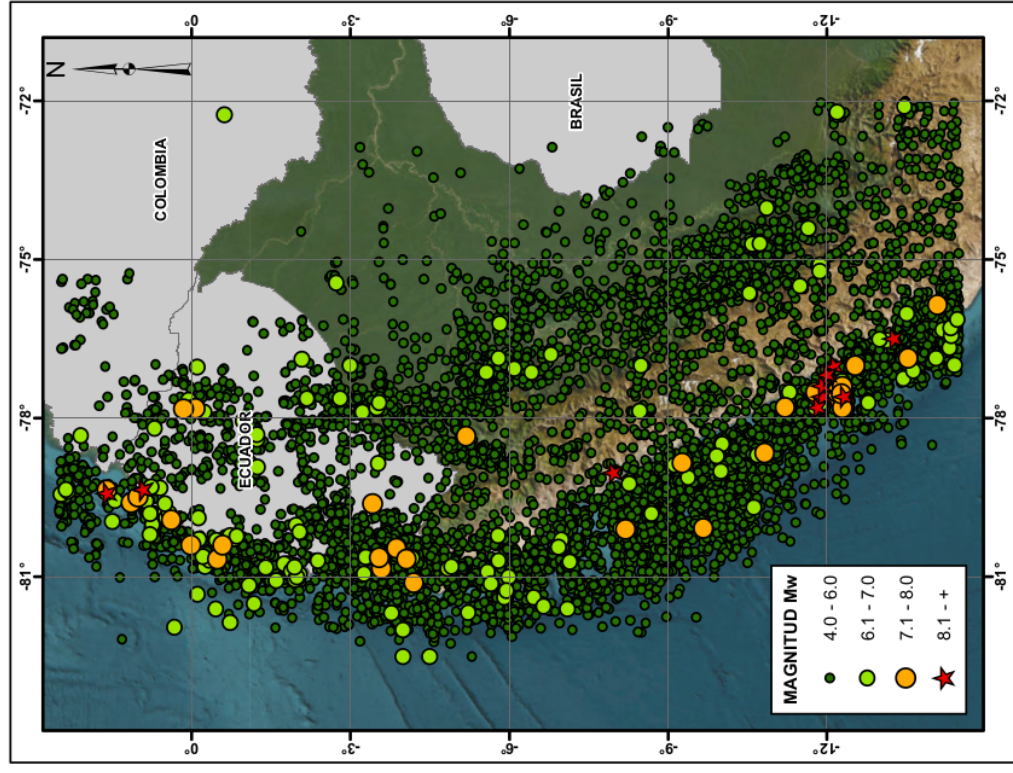 0°
-3°
-6°
-9°
-12°
N
-72°
-72°
COLOMBIA
BRASIL
-75°
-75°
-78°
-78°
ECUADOR
-81°
-81°
MAGNITUD Mw
4.0 - 6.0
6.1 - 7.0
7.1 - 8.0
8.1 - +
0°
-3°
-6°
-9°
-12°